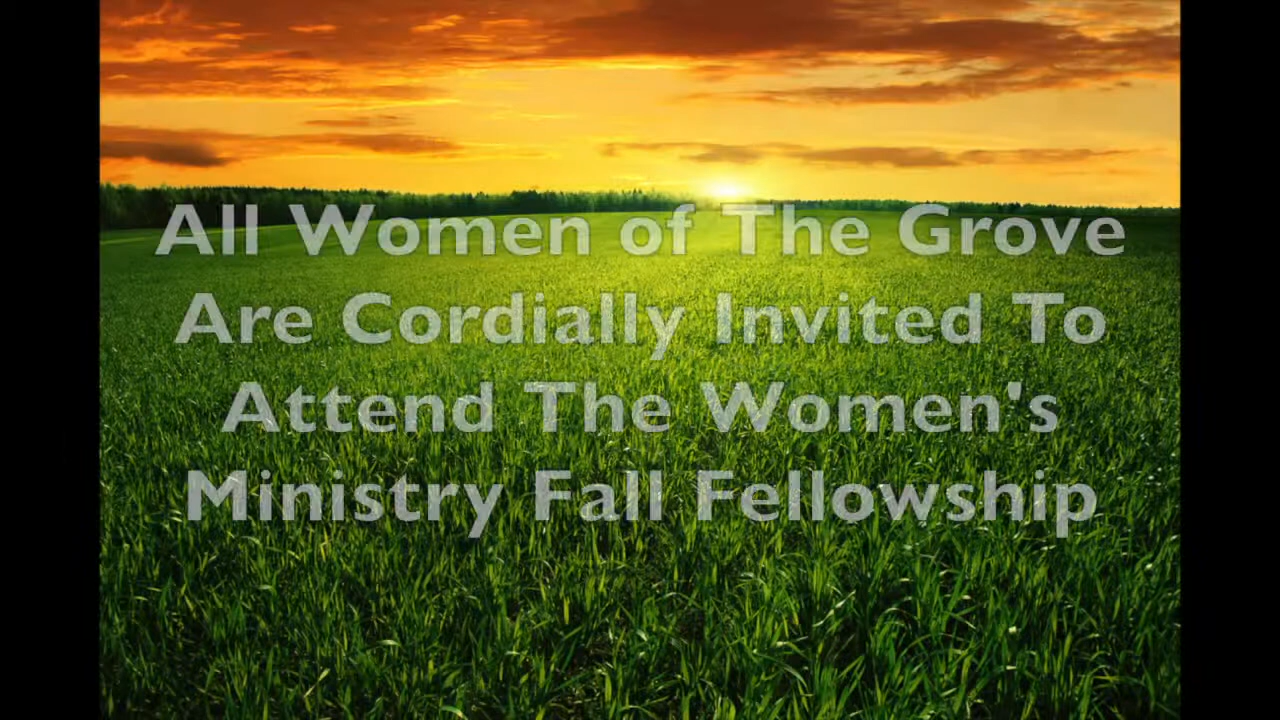 All Women of The Grove
Are Cordially Invited To
Attend The Women's
Ministry Fall Fellowship